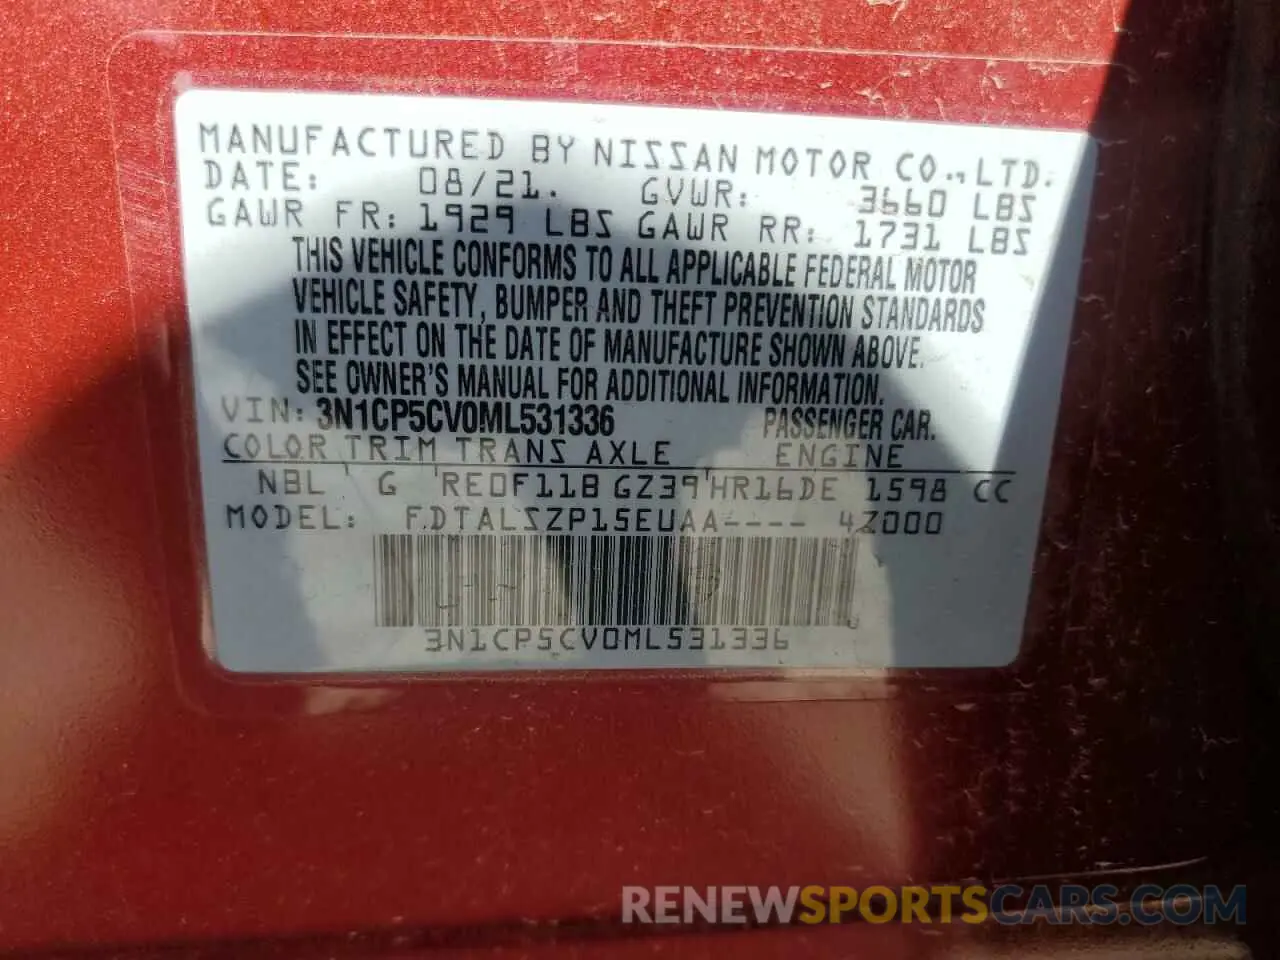 MANUFACTURED BY NISSAN MOTOR CO., LTD.
DATE: 08/21. GVWR: 3660 LBS
GAWR FR: 1929 LBS GAWR RR: 1731 LBS
THIS VEHICLE CONFORMS TO ALL APPLICABLE FEDERAL MOTOR
VEHICLE SAFETY, BUMPER AND THEFT PREVENTION STANDARDS
IN EFFECT ON THE DATE OF MANUFACTURE SHOWN ABOVE.
SEE OWNER'S MANUAL FOR ADDITIONAL INFORMATION.
VIN: 3N1CP5CV0ML531336 PASSENGER CAR.
COLOR TRIM TRANS AXLE ENGINE
NBL G RE0F11B GZ39 HR16DE 1598 CC
MODEL: FDTALSZP15EUAA---- 4Z000
3N1CP5CV0ML531336
RENEWSPORTSCARS.COM